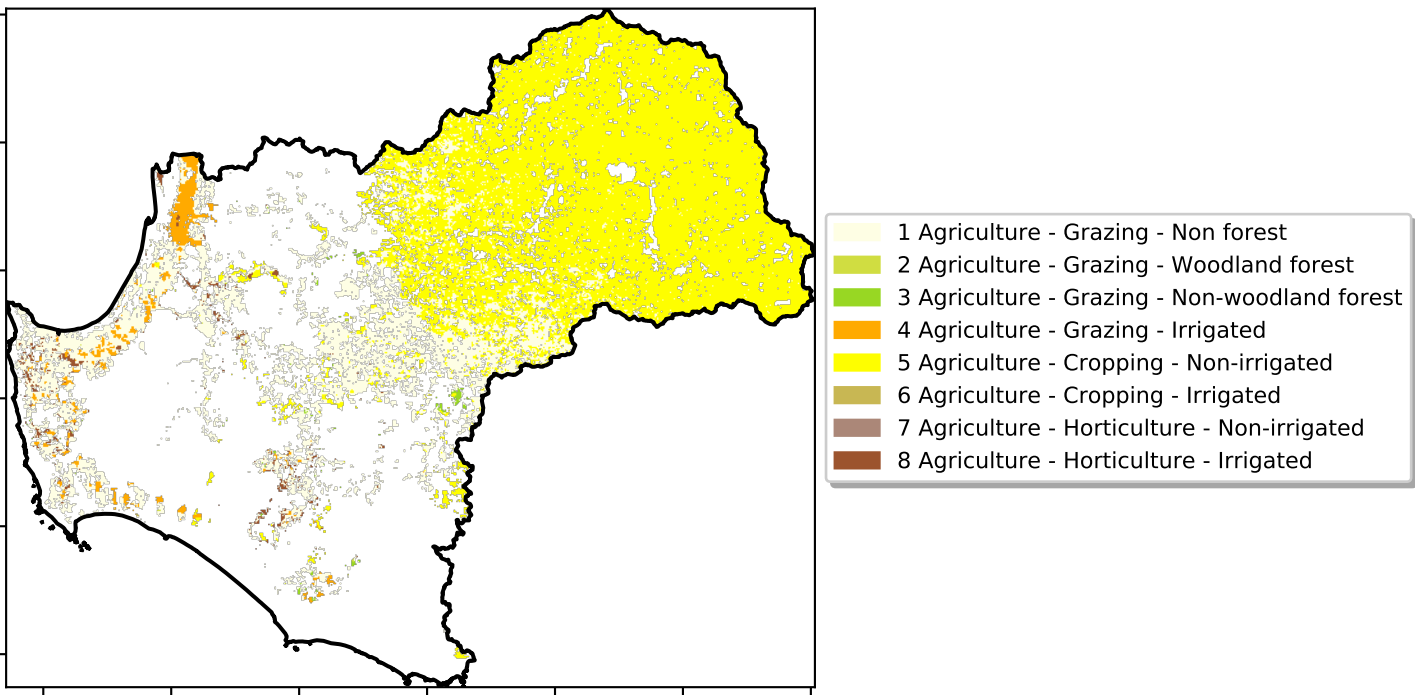 1 Agriculture - Grazing - Non forest
2 Agriculture - Grazing - Woodland forest
3 Agriculture - Grazing - Non-woodland forest
4 Agriculture - Grazing - Irrigated
5 Agriculture - Cropping - Non-irrigated
6 Agriculture - Cropping - Irrigated
7 Agriculture - Horticulture - Non-irrigated
8 Agriculture - Horticulture - Irrigated